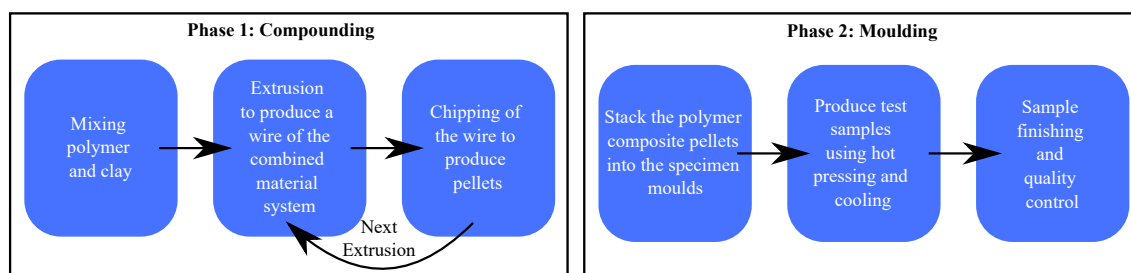 Phase 1: Compounding
Mixing
polymer
and clay
Extrusion
to produce a
wire of the
combined
material
system
Chipping of
the wire to
produce
pellets
Next
Extrusion
Phase 2: Moulding
Stack the polymer
composite pellets
into the specimen
moulds
Produce test
samples
using hot
pressing and
cooling
Sample
finishing
and
quality
control